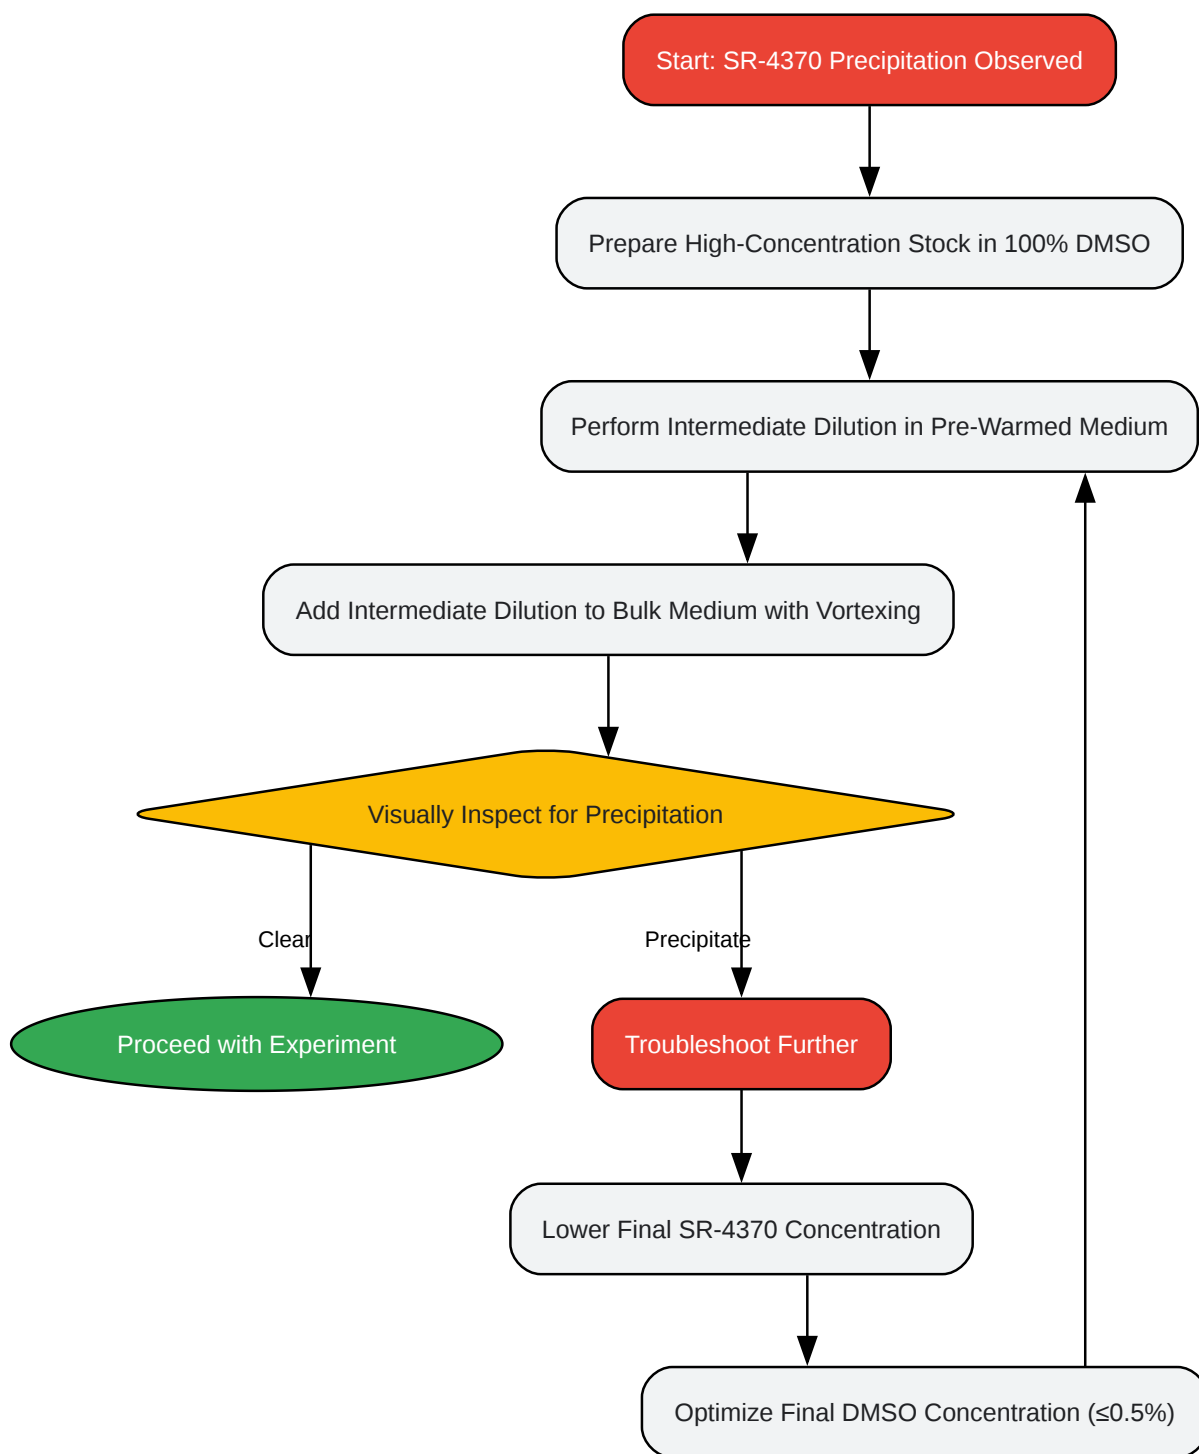 Start: SR-4370 Precipitation Observed
Prepare High-Concentration Stock in 100% DMSO
Perform Intermediate Dilution in Pre-Warmed Medium
Add Intermediate Dilution to Bulk Medium with Vortexing
Visually Inspect for Precipitation
Clear
Precipitate
Proceed with Experiment
Troubleshoot Further
Lower Final SR-4370 Concentration
Optimize Final DMSO Concentration (≤0.5%)